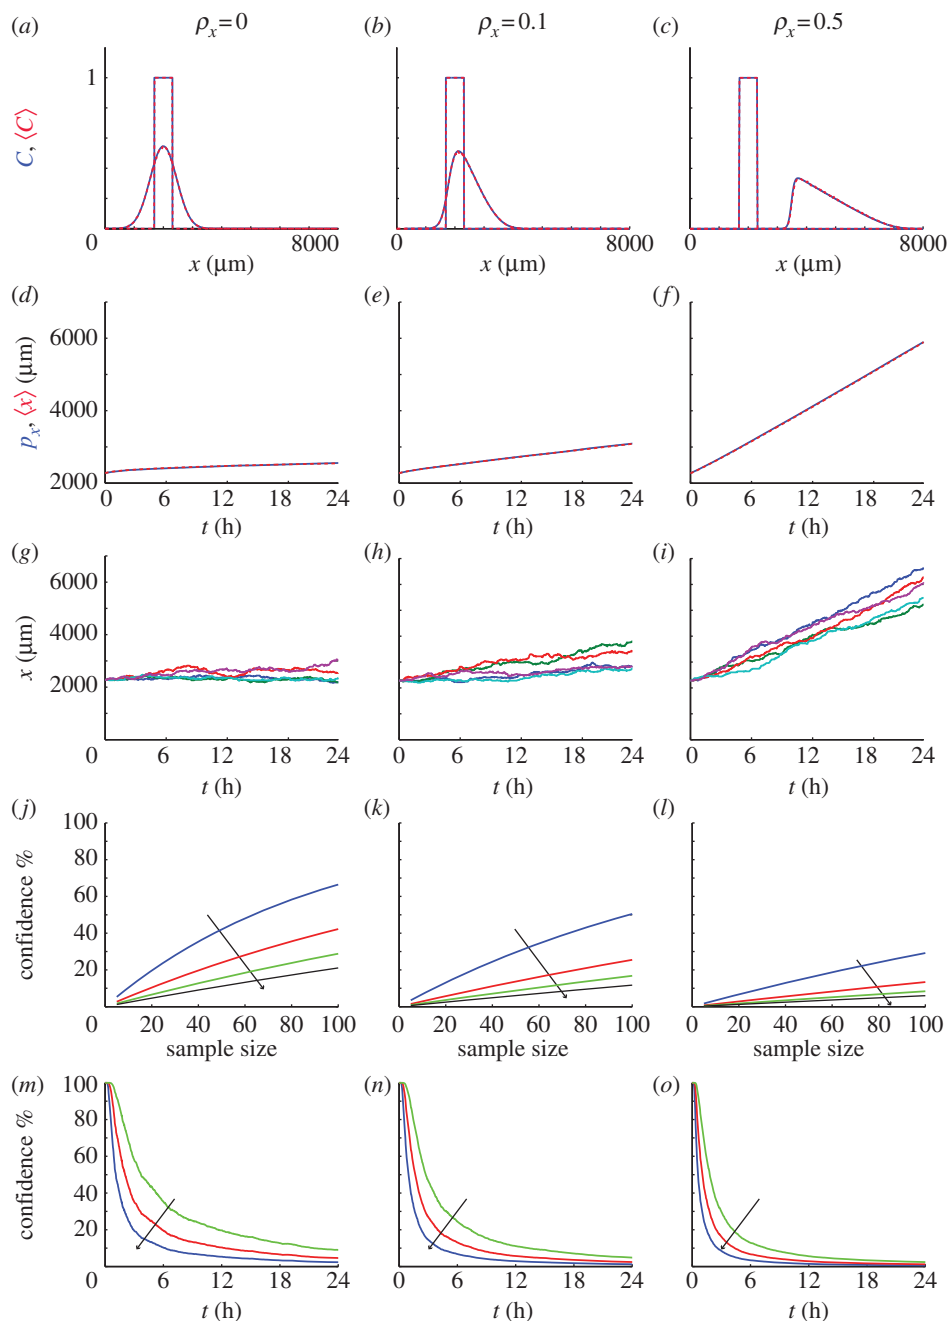 (a) ρx = 0 (b) ρx = 0.1 (c) ρx = 0.5
C, ⟨C⟩
1
0 8000 0 8000 0 8000
x (µm) x (µm) x (µm)
(d) (e) (f)
px, ⟨x⟩ (µm)
6000
4000
2000
0 6 12 18 24 0 6 12 18 24 0 6 12 18 24
t (h) t (h) t (h)
(g) (h) (i)
x (µm)
6000
4000
2000
0 6 12 18 24 0 6 12 18 24 0 6 12 18 24
t (h) t (h) t (h)
(j) (k) (l)
confidence %
100
80
60
40
20
0 20 40 60 80 100 0 20 40 60 80 100 0 20 40 60 80 100
sample size sample size sample size
(m) (n) (o)
confidence %
100
80
60
40
20
0 6 12 18 24 0 6 12 18 24 0 6 12 18 24
t (h) t (h) t (h)